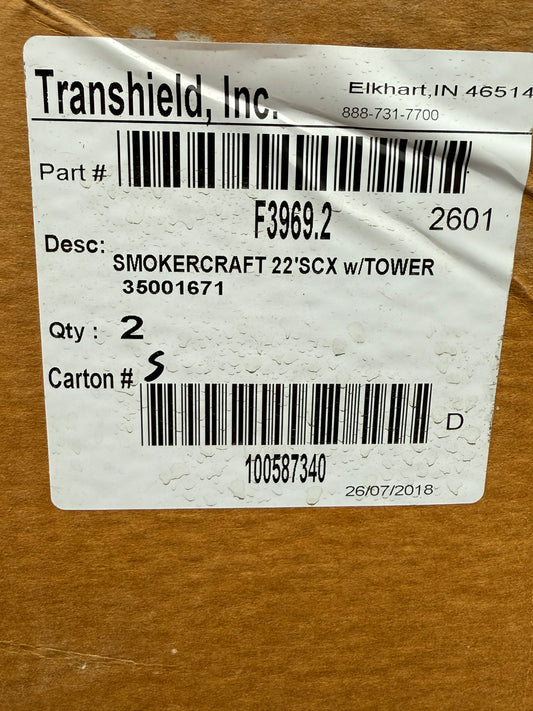 Transhield, Inc.
Elkhart, IN 46514
888-731-7700
Part #
F3969.2 2601
Desc:
SMOKERCRAFT 22'SCX w/TOWER
35001671
Qty : 2
Carton # S
D
100587340
26/07/2018